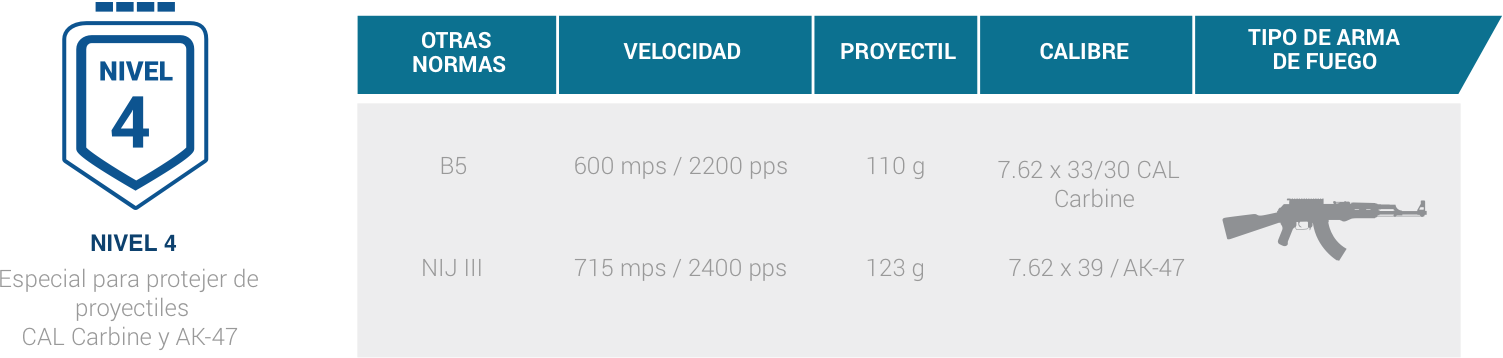 NIVEL
4
NIVEL 4
Especial para protejer de
proyectiles
CAL Carbine y AK-47
OTRAS
NORMAS
VELOCIDAD
PROYECTIL
CALIBRE
TIPO DE ARMA
DE FUEGO
B5
600 mps / 2200 pps
110 g
7.62 x 33/30 CAL
Carbine
NIJ III
715 mps / 2400 pps
123 g
7.62 x 39 / AK-47